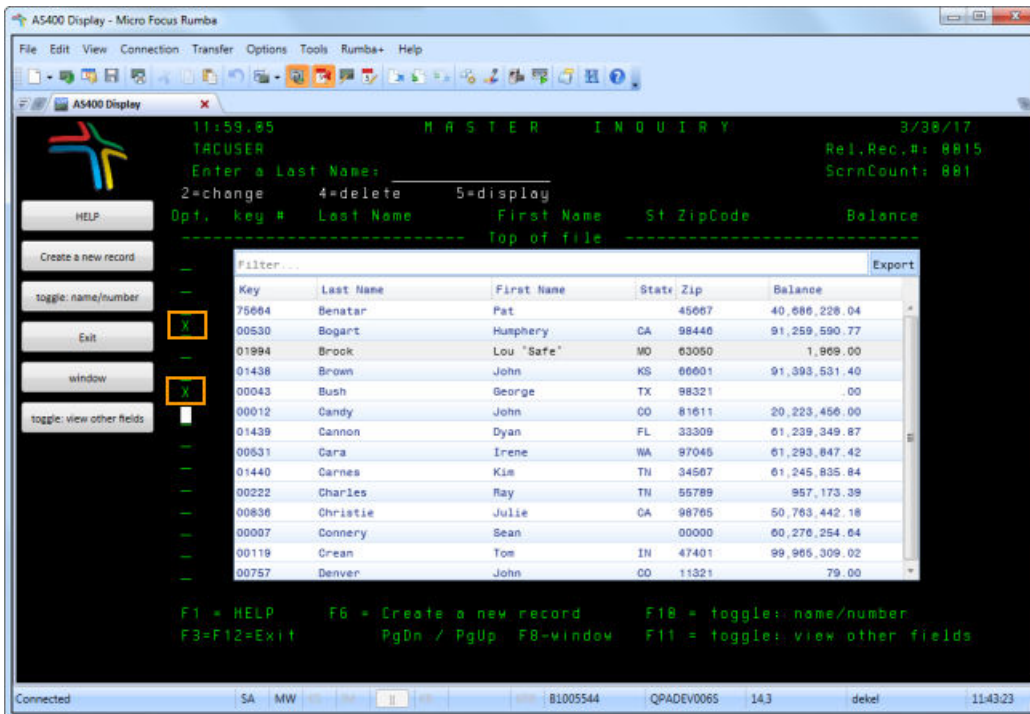 AS400 Display - Micro Focus Rumba
File Edit View Connection Transfer Options Tools Rumba+ Help
AS400 Display
11:59.05 MASTER INQUIRY 3/30/17
TACUSER Rel.Rec.#: 0015
Enter a Last Name: ScrnCount: 001
2=change 4=delete 5=display
HELP
Opt. key # Last Name First Name St ZipCode Balance
Top of file
Create a new record
Filter... Export
Key Last Name First Name State Zip Balance
toggle: name/number
75664 Benatar Pat 45667 40,686,228.04
X 00530 Bogart Humphery CA 98446 91,259,590.77
Exit
01994 Brook Lou "Safe" MO 63050 1,969.00
01438 Brown John KS 66601 91,393,531.40
window
X 00043 Bush George TX 98321 .00
00012 Candy John CO 81611 20,223,456.00
toggle: view other fields
01439 Cannon Dyan FL 33309 61,239,349.87
00531 Cara Irene WA 97045 61,293,847.42
01440 Carnes Kim TN 34567 61,245,835.84
00222 Charles Ray TN 55789 957,173.39
00836 Christie Julie CA 98765 50,763,442.18
00007 Connery Sean 00000 60,276,254.64
00119 Crean Tom IN 47401 99,965,309.02
00757 Denver John CO 11321 79.00
F1 = HELP F6 = Create a new record F18 = toggle: name/number
F3=F12=Exit PgDn / PgUp F8-window F11 = toggle: view other fields
Connected SA MW II B1005544 QPADEV006S 14,3 dekel 11:43:23